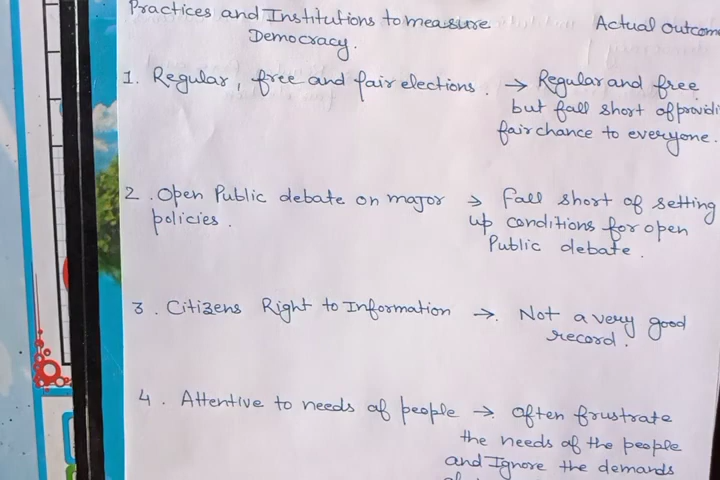 Practices and Institutions to measure Actual outcom
Democracy.
1. Regular, free and fair elections. → Regular and free
but fall short of providi
fair chance to everyone.
2. Open Public debate on major → fall short of setting
policies. up conditions for open
Public debate.
3. Citizens Right to Information → Not a very good
record.
4. Attentive to needs of people → often frustrate
the needs of the people
and Ignore the demands